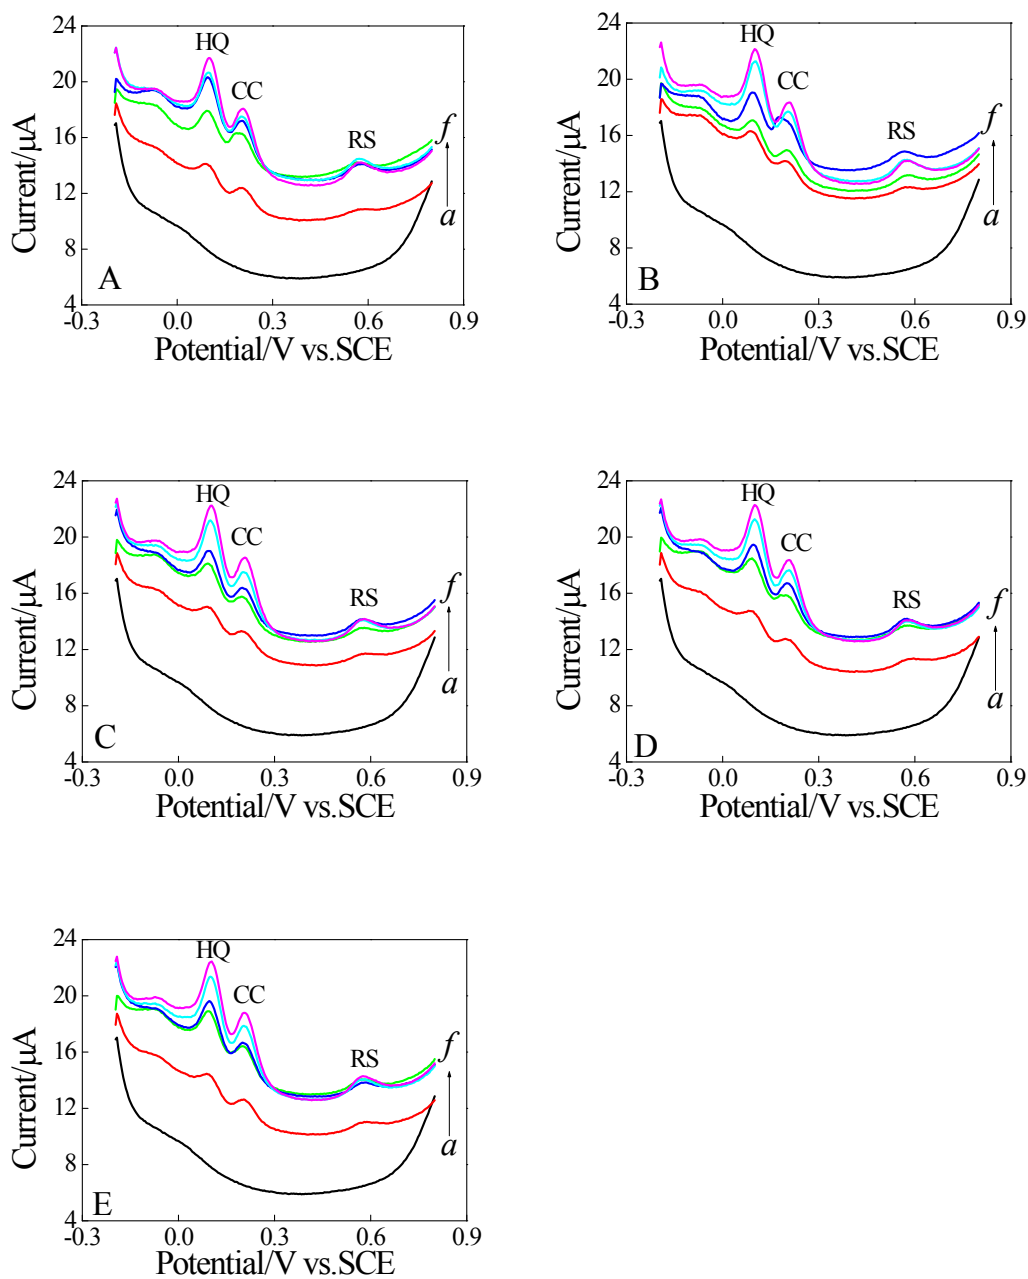 24
20
16
12
8
4
Current/μA
HQ
CC
RS
f
a
A
-0.3 0.0 0.3 0.6 0.9
Potential/V vs.SCE
24
20
16
12
8
4
Current/μA
HQ
CC
RS
f
a
B
-0.3 0.0 0.3 0.6 0.9
Potential/V vs.SCE
24
20
16
12
8
4
Current/μA
HQ
CC
RS
f
a
C
-0.3 0.0 0.3 0.6 0.9
Potential/V vs.SCE
24
20
16
12
8
4
Current/μA
HQ
CC
RS
f
a
D
-0.3 0.0 0.3 0.6 0.9
Potential/V vs.SCE
24
20
16
12
8
4
Current/μA
HQ
CC
RS
f
a
E
-0.3 0.0 0.3 0.6 0.9
Potential/V vs.SCE